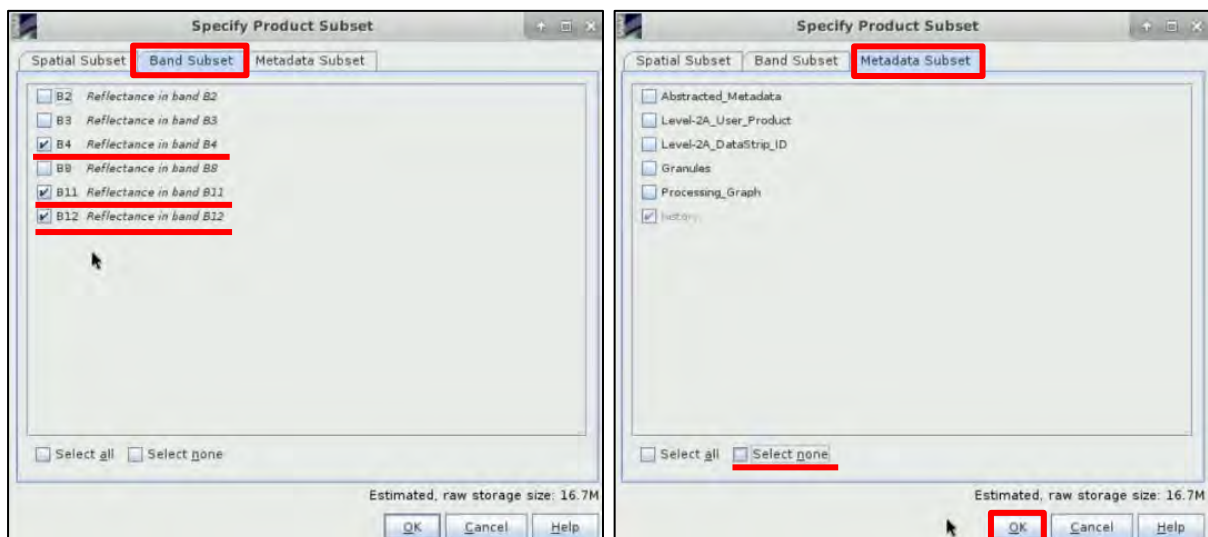 Specify Product Subset
Spatial Subset Band Subset Metadata Subset
B2 Reflectance in band B2
B3 Reflectance in band B3
B4 Reflectance in band B4
B8 Reflectance in band B8
B11 Reflectance in band B11
B12 Reflectance in band B12
Select all Select none
Estimated, raw storage size: 16.7M
OK Cancel Help
Specify Product Subset
Spatial Subset Band Subset Metadata Subset
Abstracted_Metadata
Level-2A_User_Product
Level-2A_DataStrip_ID
Granules
Processing_Graph
history
Select all Select none
Estimated, raw storage size: 16.7M
OK Cancel Help